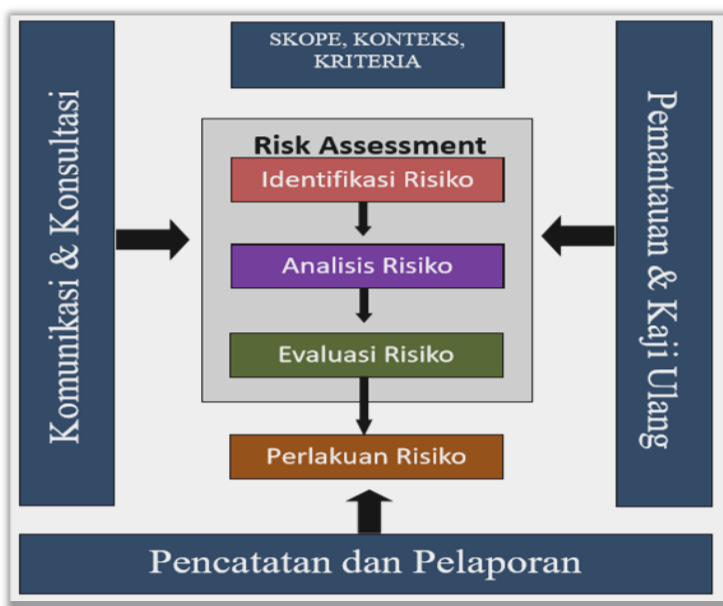 SKOPE, KONTEKS,
KRITERIA
Komunikasi & Konsultasi
Risk Assessment
Identifikasi Risiko
Analisis Risiko
Evaluasi Risiko
Perlakuan Risiko
Pemantauan & Kaji Ulang
Pencatatan dan Pelaporan